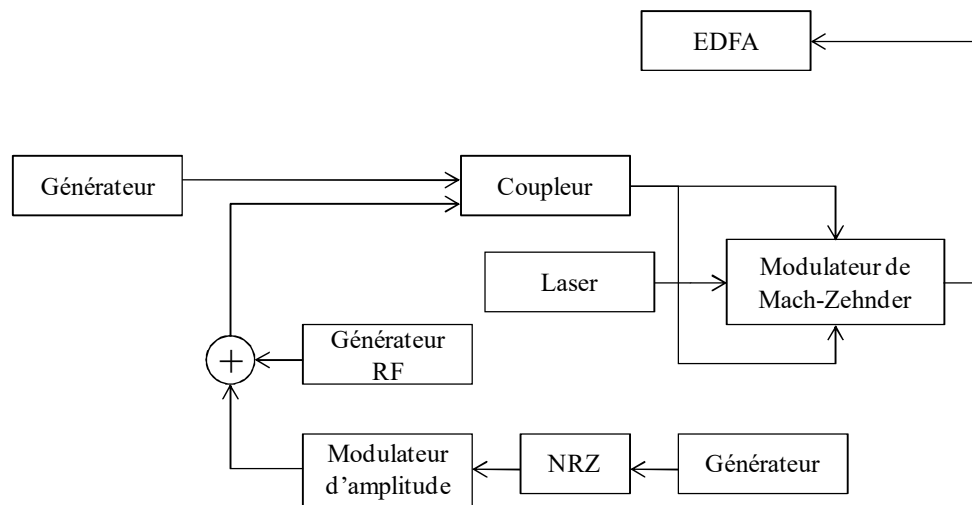 EDFA
Générateur
Coupleur
Laser
Modulateur de
Mach-Zehnder
Générateur
RF
+
Modulateur
d’amplitude
NRZ
Générateur